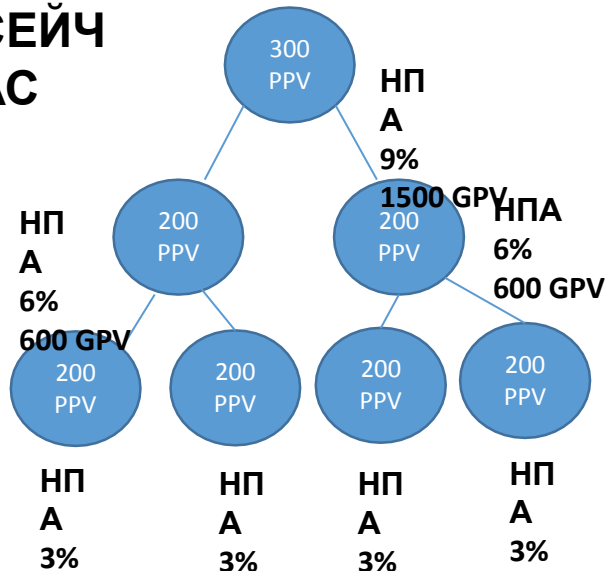 СЕЙЧ
АС
300
PPV
НП
А
9%
1500 GPV
200
PPV
200
PPV
НП
А
6%
600 GPV
НПА
6%
600 GPV
200
PPV
200
PPV
200
PPV
200
PPV
НП
А
3%
НП
А
3%
НП
А
3%
НП
А
3%